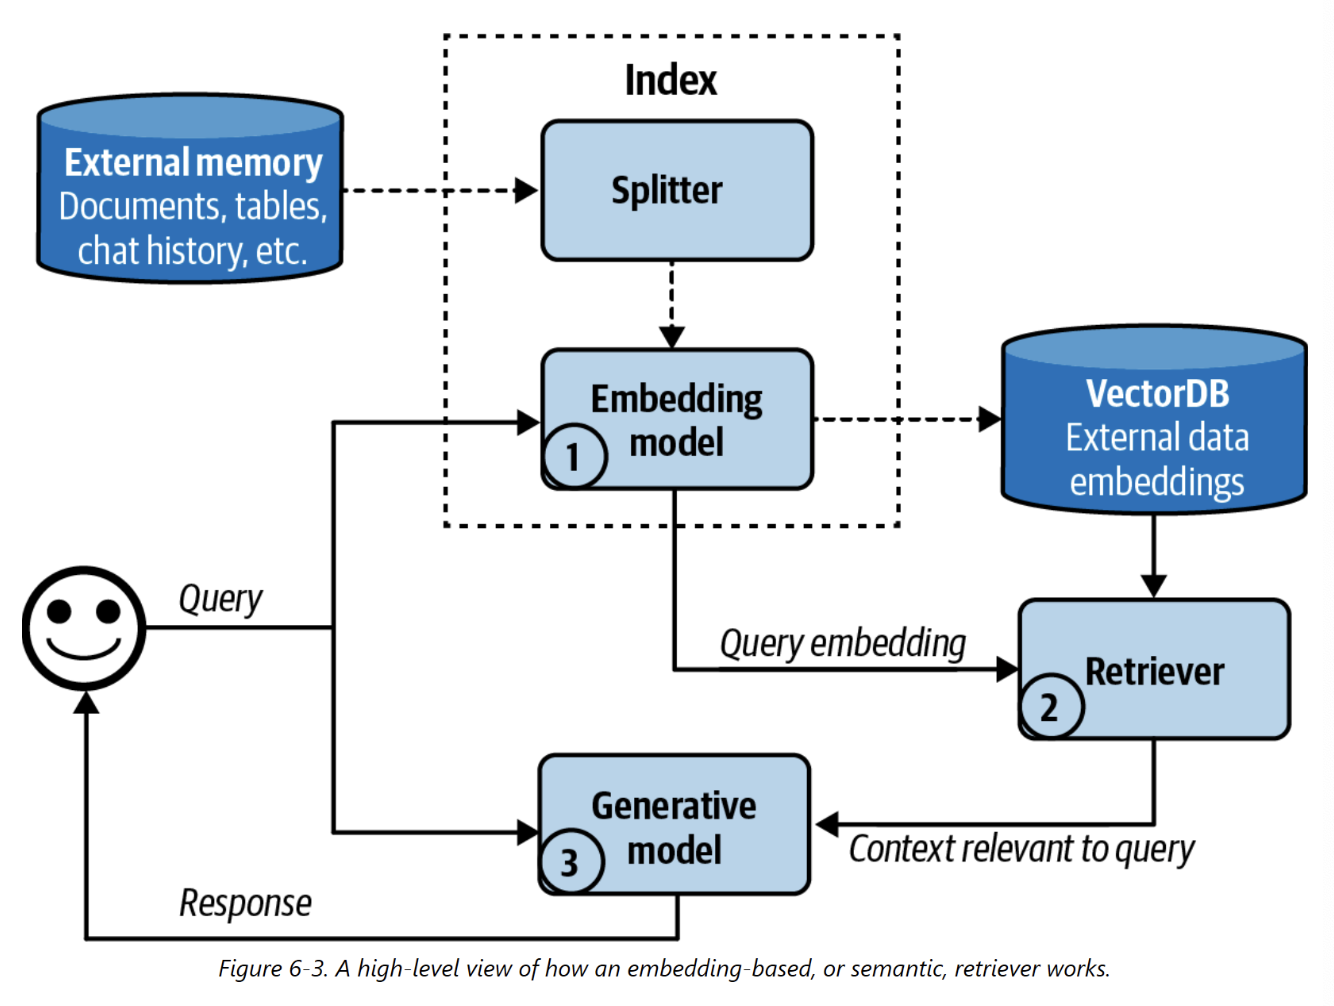 Index
External memory
Documents, tables,
chat history, etc.
Splitter
Embedding
model
1
VectorDB
External data
embeddings
Query
Query embedding
Retriever
2
Generative
model
3
Context relevant to query
Response
Figure 6-3. A high-level view of how an embedding-based, or semantic, retriever works.